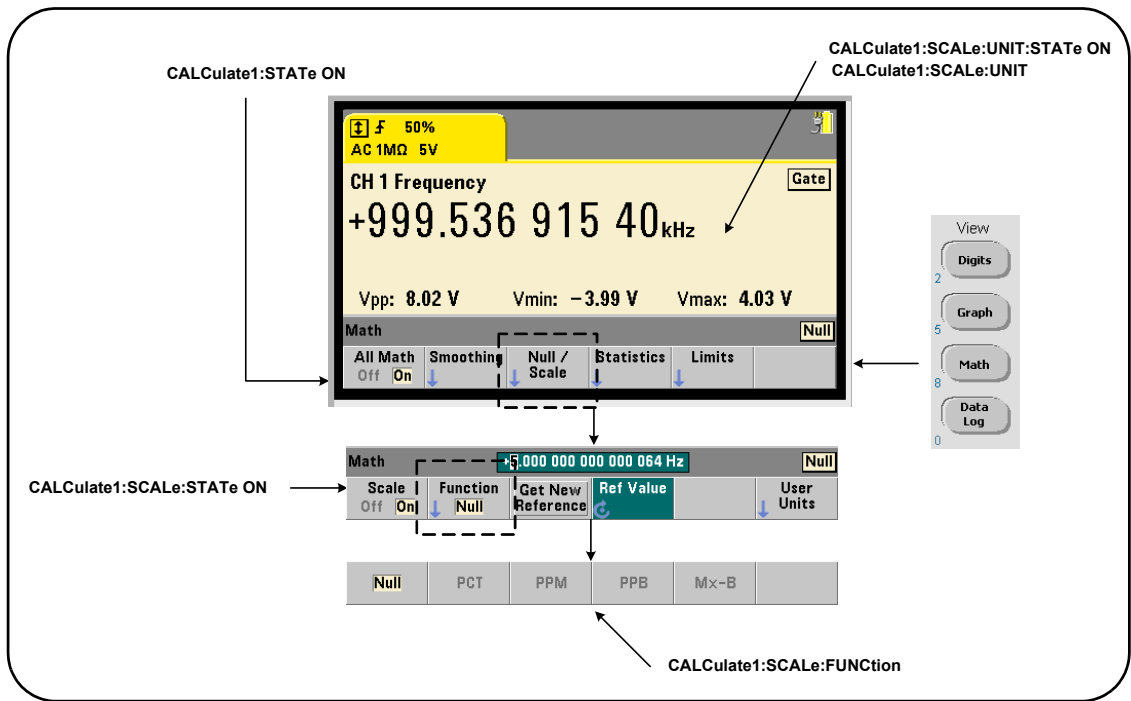 CALCulate1:SCALe:UNIT:STATe ON
CALCulate1:SCALe:UNIT
CALCulate1:STATe ON
50%
AC 1MΩ 5V
CH 1 Frequency
Gate
+999.536 915 40kHz
Vpp: 8.02 V Vmin: -3.99 V Vmax: 4.03 V
Math Null
All Math Smoothing Null / Statistics Limits
Off On Scale
View
Digits
2
Graph
5
Math
8
Data
Log
0
Math +5.000 000 000 000 064 Hz Null
CALCulate1:SCALe:STATe ON
Scale Function Get New Ref Value User
Off On Null Reference Units
Null PCT PPM PPB Mx-B
CALCulate1:SCALe:FUNCtion